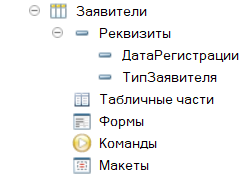 Заявители
Реквизиты
ДатаРегистрации
ТипЗаявителя
Табличные части
Формы
Команды
Макеты